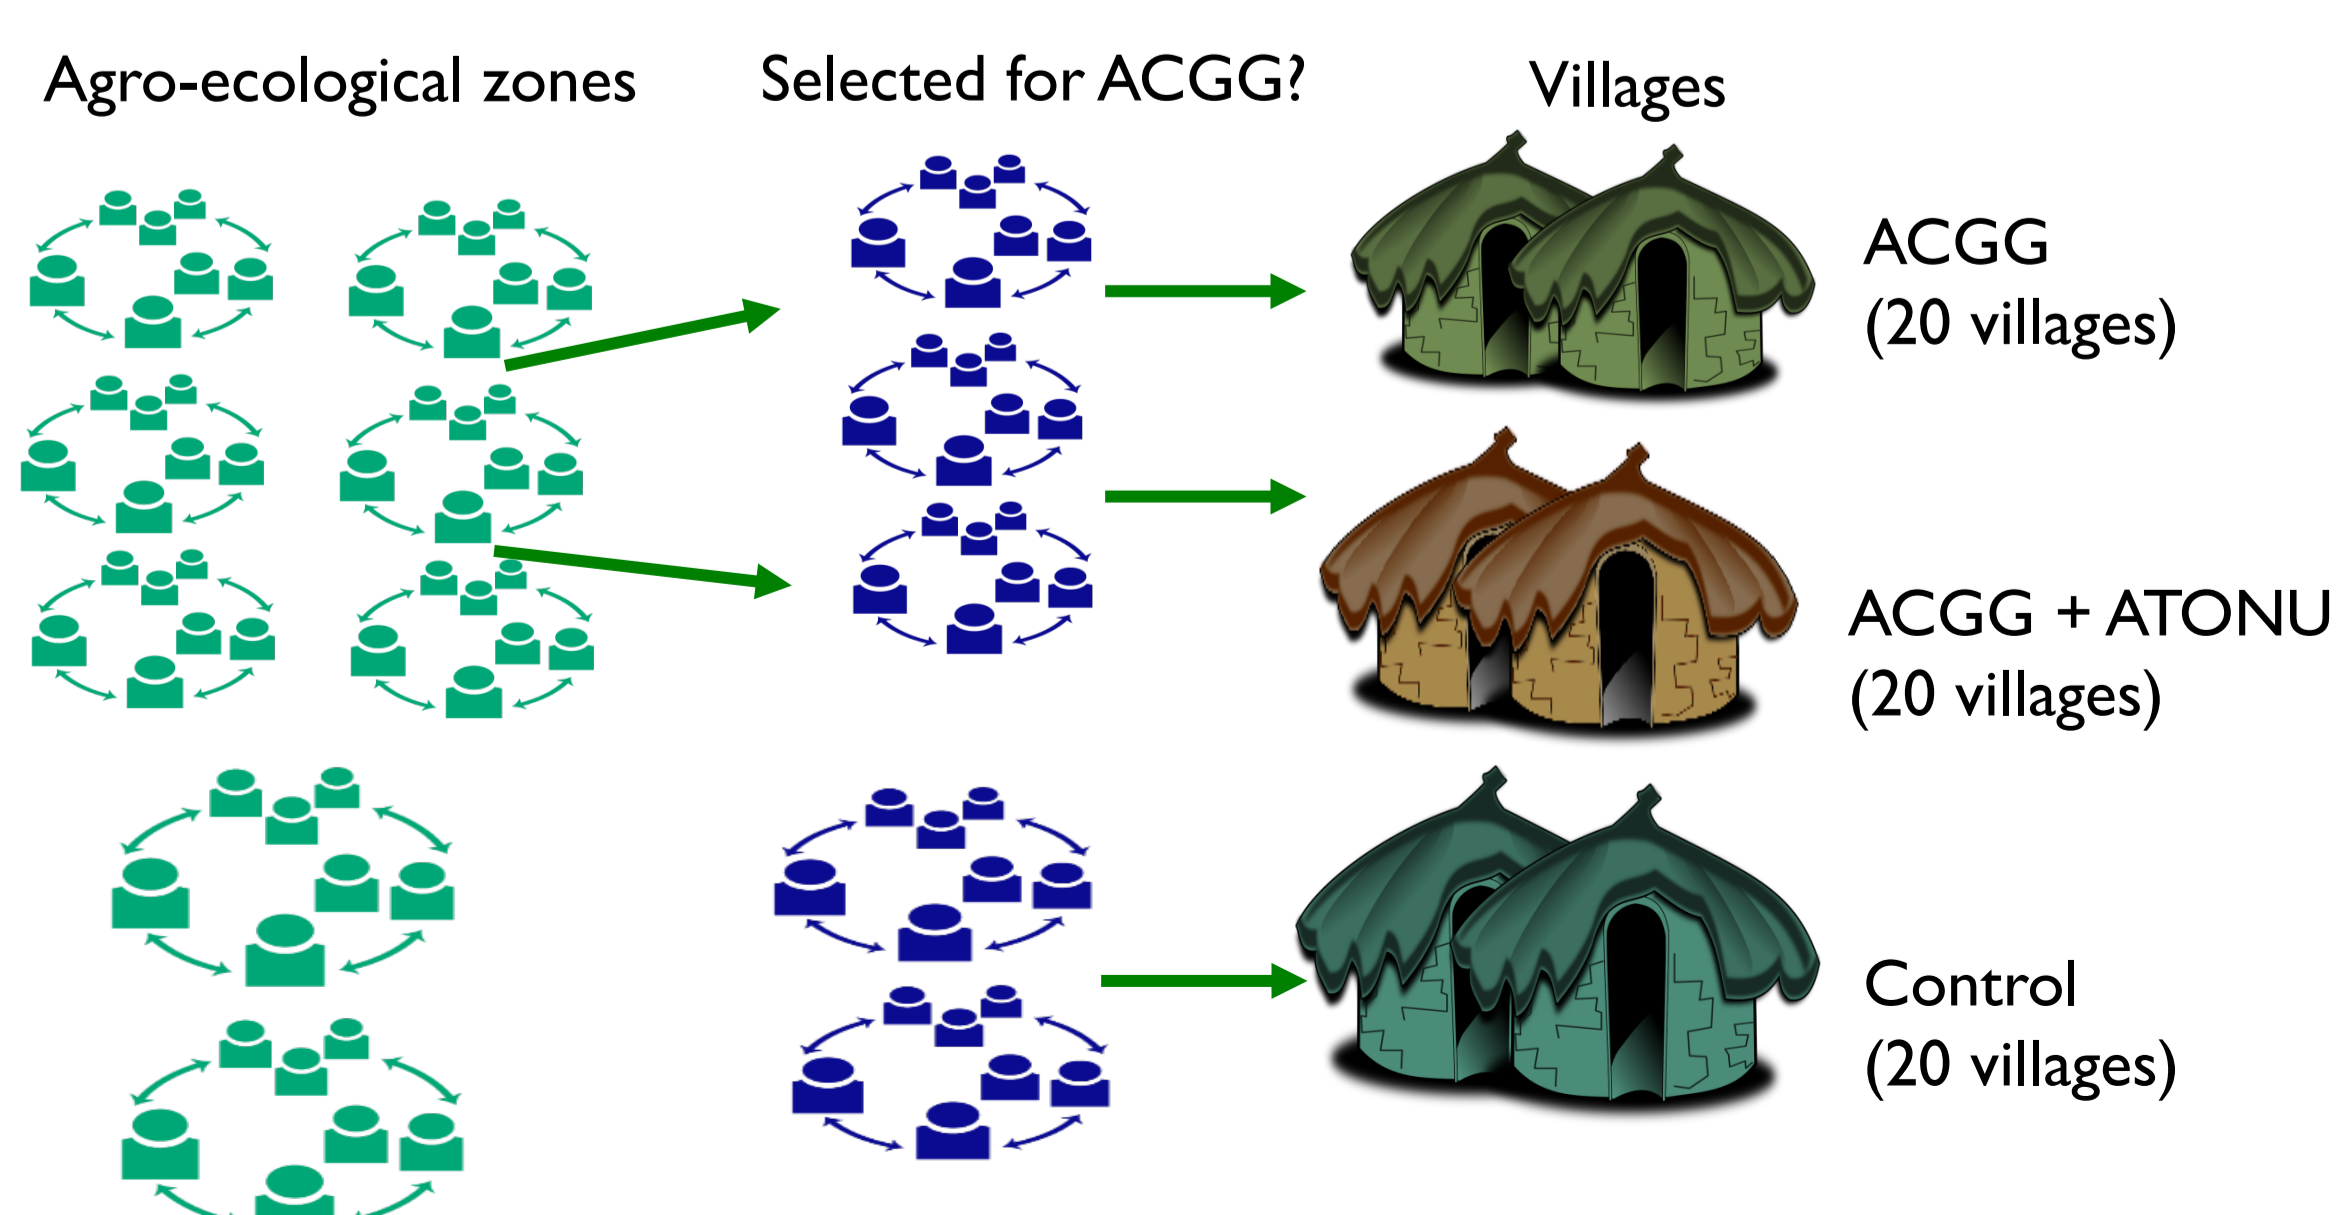 Agro-ecological zones
Selected for ACGG?
Villages
ACGG
(20 villages)
ACGG + ATONU
(20 villages)
Control
(20 villages)